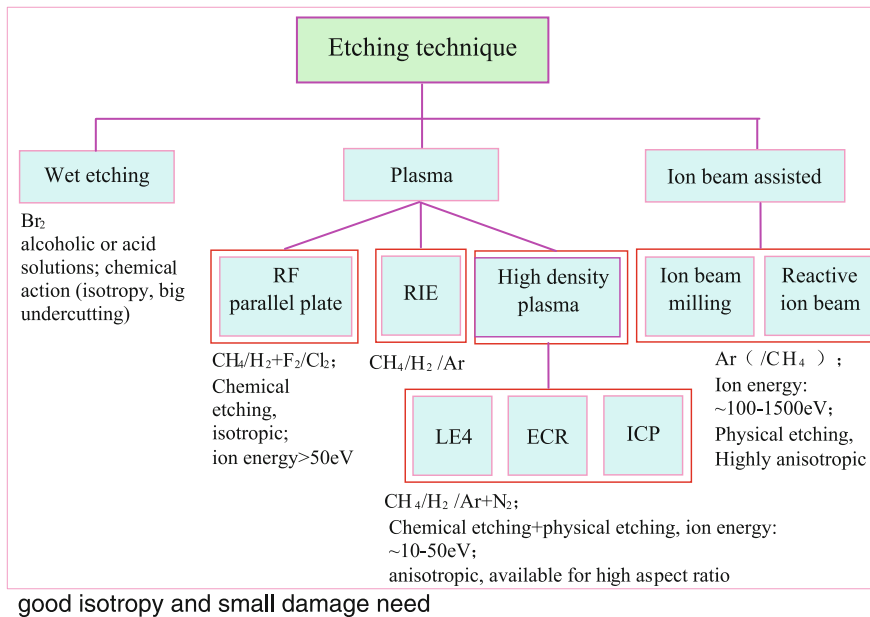 Etching technique
Wet etching
Plasma
Ion beam assisted
Br₂
alcoholic or acid
solutions; chemical
action (isotropy, big
undercutting)
RF
parallel plate
RIE
High density
plasma
Ion beam
milling
Reactive
ion beam
CH₄/H₂+F₂/Cl₂;
Chemical
etching,
isotropic;
ion energy>50eV
CH₄/H₂ /Ar
LE4
ECR
ICP
Ar（ /CH₄ ）;
Ion energy:
~100-1500eV;
Physical etching,
Highly anisotropic
CH₄/H₂ /Ar+N₂;
Chemical etching+physical etching, ion energy:
~10-50eV;
anisotropic, available for high aspect ratio
good isotropy and small damage need